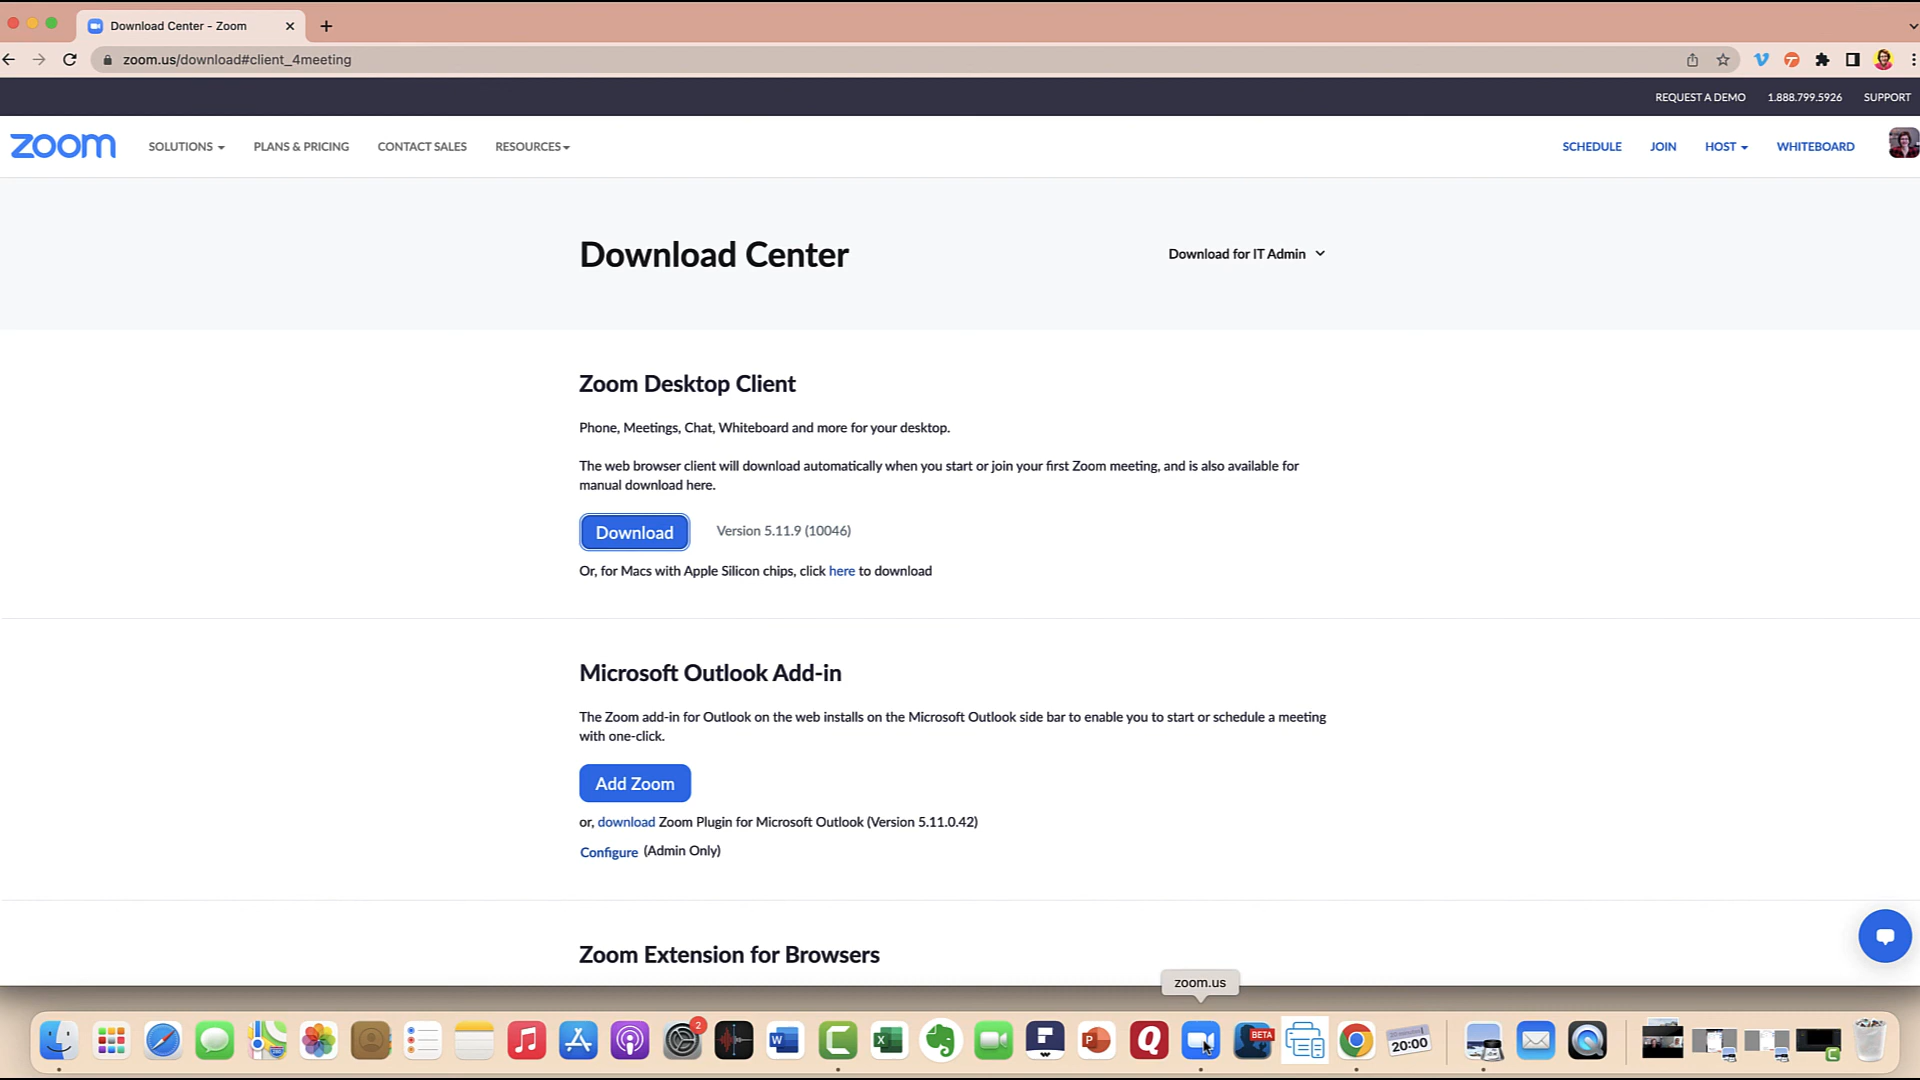 Download Center - Zoom
zoom.us/download#client_4meeting
REQUEST A DEMO 1.888.799.5926 SUPPORT
zoom SOLUTIONS PLANS & PRICING CONTACT SALES RESOURCES SCHEDULE JOIN HOST WHITEBOARD
Download Center Download for IT Admin
Zoom Desktop Client
Phone, Meetings, Chat, Whiteboard and more for your desktop.
The web browser client will download automatically when you start or join your first Zoom meeting, and is also available for
manual download here.
Download Version 5.11.9 (10046)
Or, for Macs with Apple Silicon chips, click here to download
Microsoft Outlook Add-in
The Zoom add-in for Outlook on the web installs on the Microsoft Outlook side bar to enable you to start or schedule a meeting
with one-click.
Add Zoom
or, download Zoom Plugin for Microsoft Outlook (Version 5.11.0.42)
Configure (Admin Only)
Zoom Extension for Browsers
zoom.us
2
W
X
P
Q
BETA
20:00